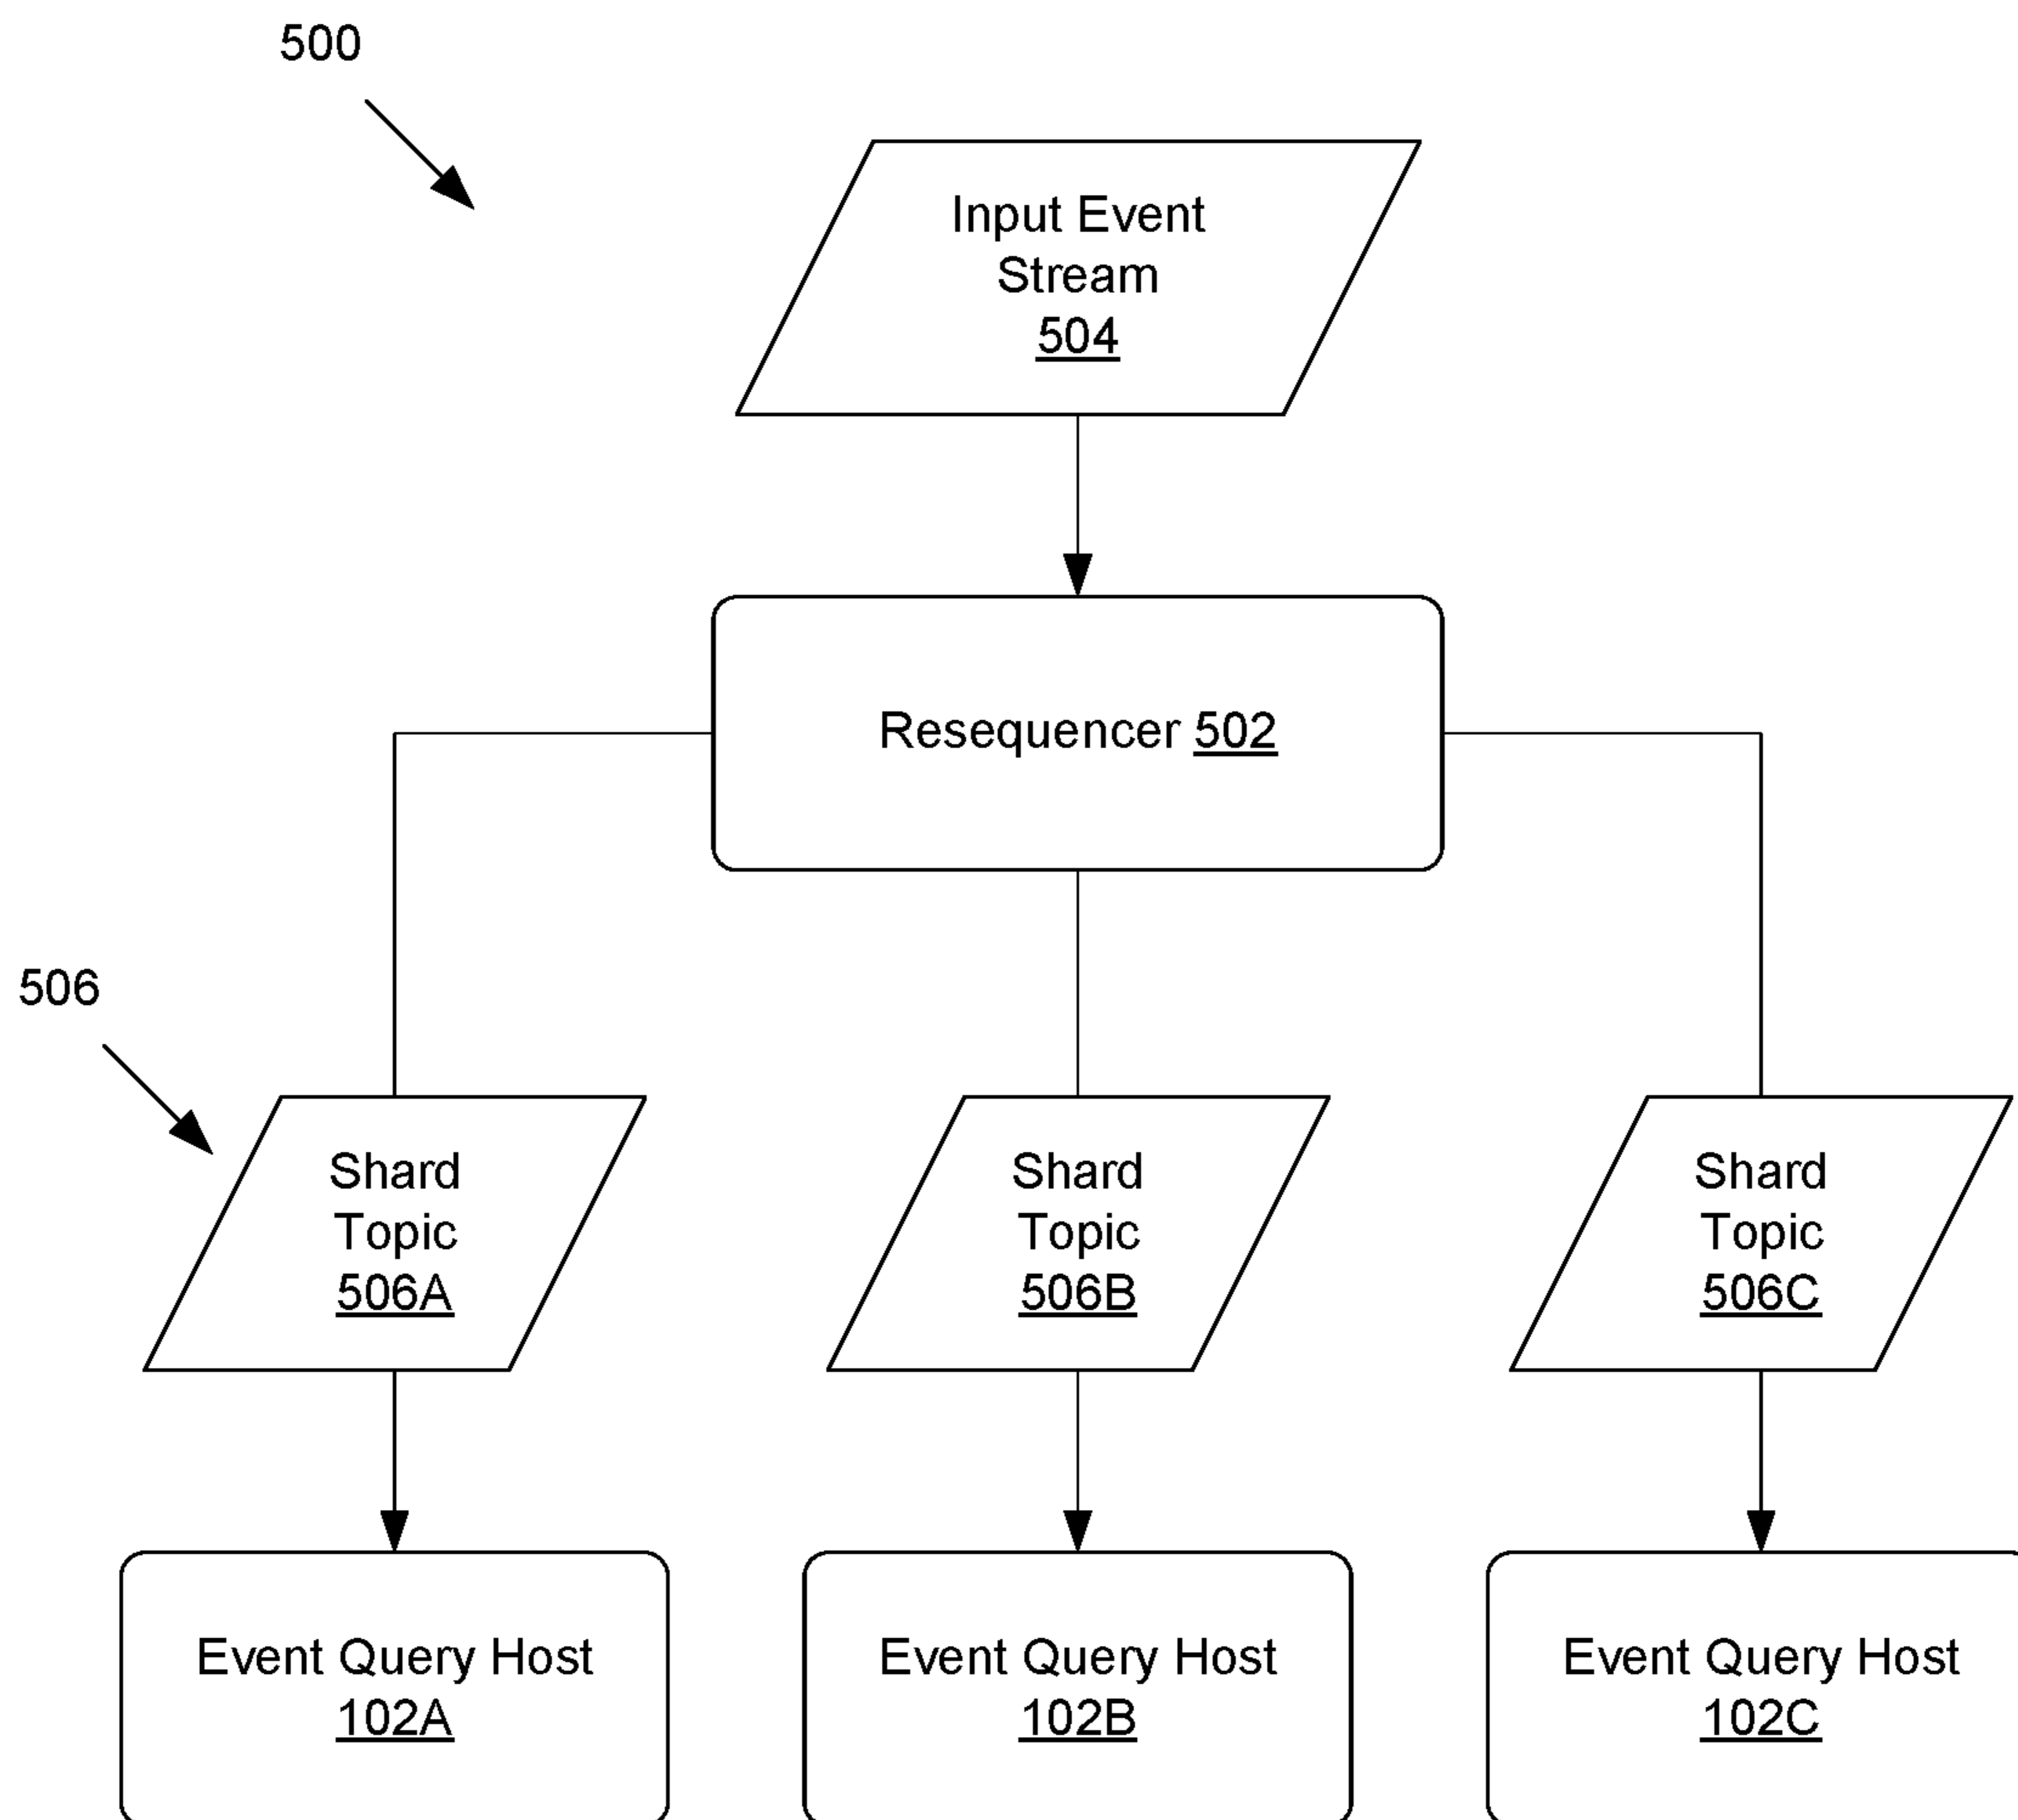 500
Input Event
Stream
504
Resequencer 502
506
Shard
Topic
506A
Shard
Topic
506B
Shard
Topic
506C
Event Query Host
102A
Event Query Host
102B
Event Query Host
102C